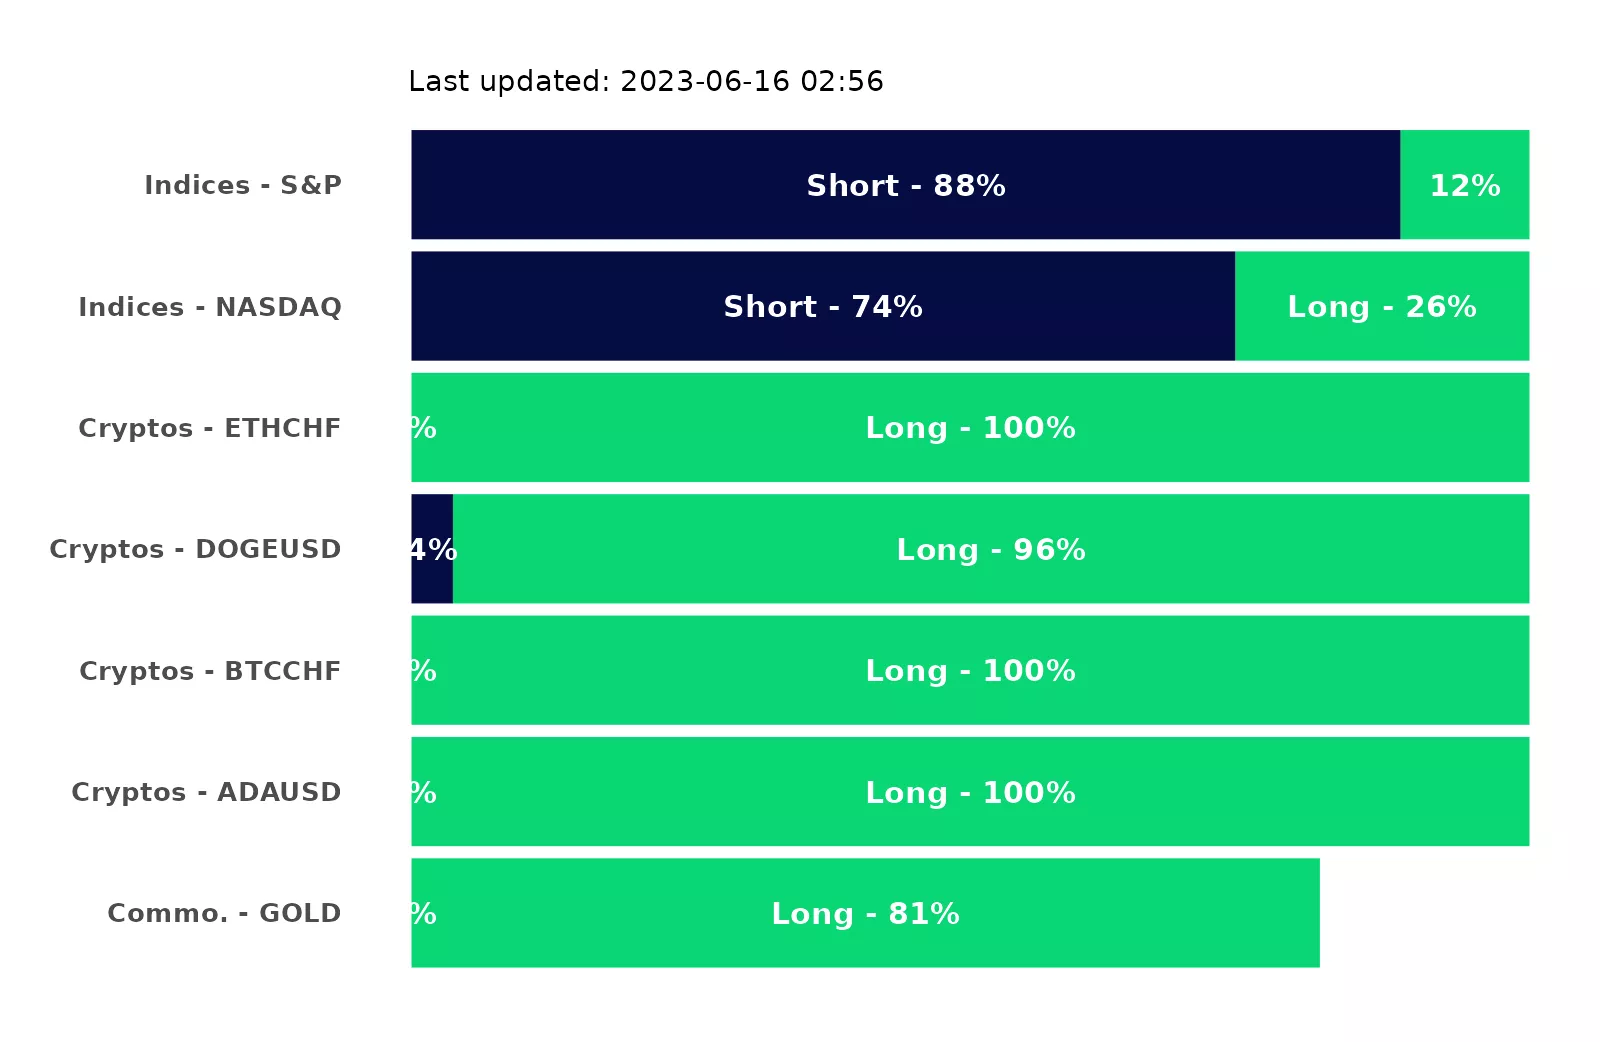 Last updated: 2023-06-16 02:56
Indices - S&P Short - 88% 12%
Indices - NASDAQ Short - 74% Long - 26%
Cryptos - ETHCHF % Long - 100%
Cryptos - DOGEUSD 4% Long - 96%
Cryptos - BTCCHF % Long - 100%
Cryptos - ADAUSD % Long - 100%
Commo. - GOLD % Long - 81%